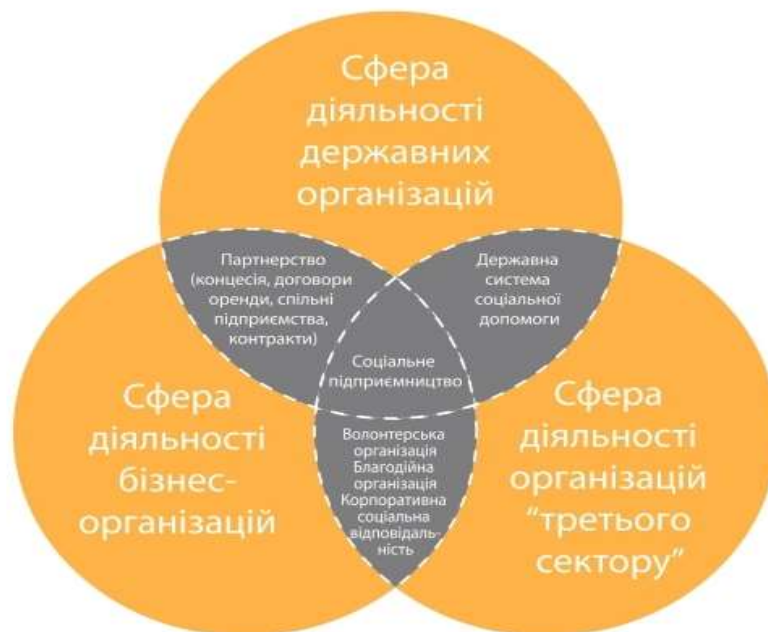 Сфера
діяльності
державних
організацій
Партнерство
(концесія, договори
оренди, спільні
підприємства,
контракти)
Державна
система
соціальної
допомоги
Соціальне
підприємництво
Сфера
діяльності
бізнес-
організацій
Волонтерська
організація
Благодійна
організація
Корпоративна
соціальна
відповідаль-
ність
Сфера
діяльності
організацій
"третього
сектору"